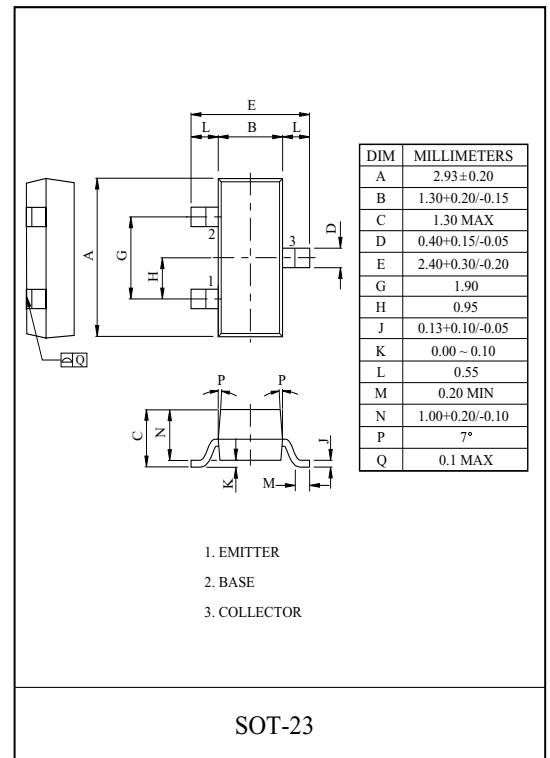 E
L B L
A
G
H
D
2
3
1
Q
P P
C
N
J
K
M
DIM MILLIMETERS
A 2.93±0.20
B 1.30+0.20/-0.15
C 1.30 MAX
D 0.40+0.15/-0.05
E 2.40+0.30/-0.20
G 1.90
H 0.95
J 0.13+0.10/-0.05
K 0.00 ~ 0.10
L 0.55
M 0.20 MIN
N 1.00+0.20/-0.10
P 7°
Q 0.1 MAX
1. EMITTER
2. BASE
3. COLLECTOR
SOT-23